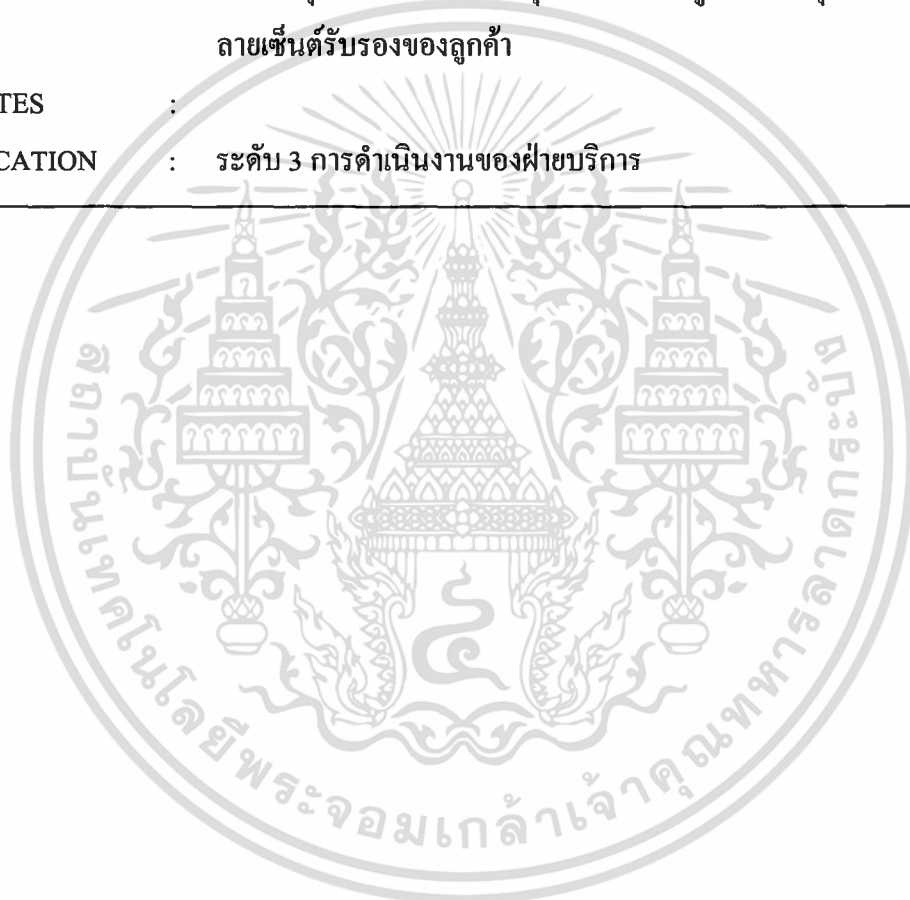 ลายเซ็นต์รับรองของลูกค้า
TES :
CATION : ระดับ 3 การดำเนินงานของฝ่ายบริการ
สถาบันเทคโนโลยีพระจอมเกล้าเจ้าคุณทหารลาดกระบัง